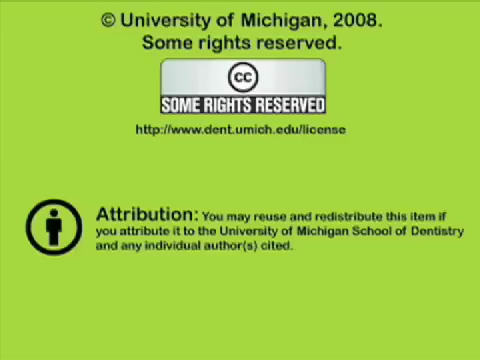 © University of Michigan, 2008.
Some rights reserved.
cc
SOME RIGHTS RESERVED
http://www.dent.umich.edu/license
Attribution: You may reuse and redistribute this item if
you attribute it to the University of Michigan School of Dentistry
and any individual author(s) cited.